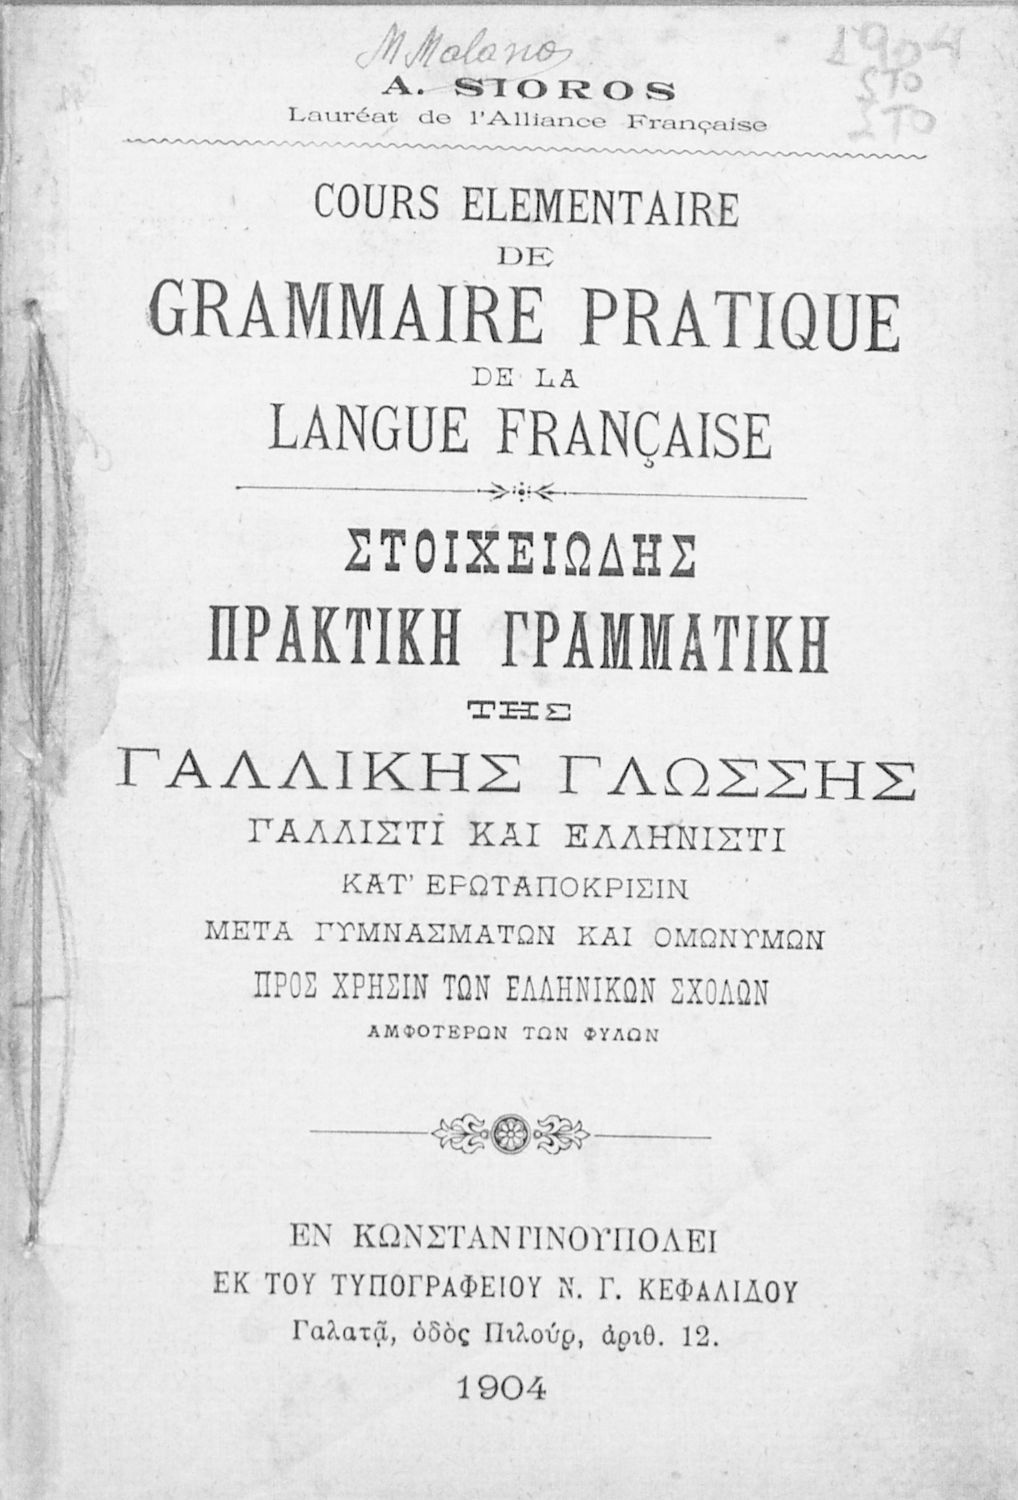 A. SIOROS
Lauréat de l'Alliance Française
1904
ΣΤΟ
ΣΤΟ
COURS ELEMENTAIRE
DE
GRAMMAIRE PRATIQUE
DE LA
LANGUE FRANÇAISE
ΣΤΟΙΧΕΙΩΔΗΣ
ΠΡΑΚΤΙΚΗ ΓΡΑΜΜΑΤΙΚΗ
ΤΗΣ
ΓΑΛΛΙΚΗΣ ΓΛΩΣΣΗΣ
ΓΑΛΛΙΣΤΙ ΚΑΙ ΕΛΛΗΝΙΣΤΙ
ΚΑΤ' ΕΡΩΤΑΠΟΚΡΙΣΙΝ
ΜΕΤΑ ΓΥΜΝΑΣΜΑΤΩΝ ΚΑΙ ΟΜΩΝΥΜΩΝ
ΠΡΟΣ ΧΡΗΣΙΝ ΤΩΝ ΕΛΛΗΝΙΚΩΝ ΣΧΟΛΩΝ
ΑΜΦΟΤΕΡΩΝ ΤΩΝ ΦΥΛΩΝ
ΕΝ ΚΩΝΣΤΑΝΤΙΝΟΥΠΟΛΕΙ
ΕΚ ΤΟΥ ΤΥΠΟΓΡΑΦΕΙΟΥ Ν. Γ. ΚΕΦΑΛΙΔΟΥ
Γαλατᾷ, ὁδὸς Πιλούρ, ἀριθ. 12.
1904